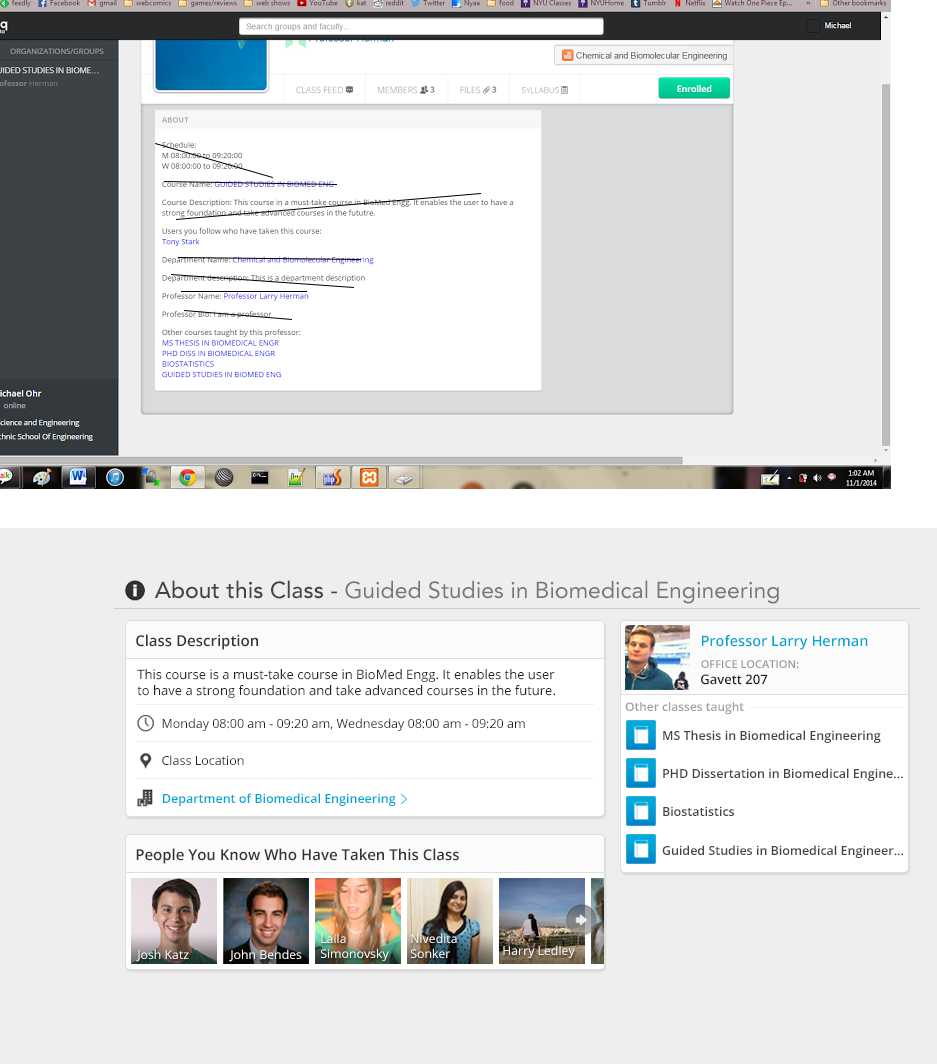 feedly Facebook gmail webcomics games/reviews web shows YouTube kat reddit Twitter Nyaa food NYU Classes NYUHome Tumblr Netflix Watch One Piece Ep... Other bookmarks
q
Search groups and faculty...
Michael
ORGANIZATIONS/GROUPS
UIDED STUDIES IN BIOME...
ofessor Herman
Professor Herman
Chemical and Biomolecular Engineering
CLASS FEED MEMBERS 3 FILES 3 SYLLABUS
Enrolled
ABOUT
Schedule:
M 08:00:00 to 09:20:00
W 08:00:00 to 09:20:00
Course Name: GUIDED STUDIES IN BIOMED ENG
Course Description: This course in a must-take course in BioMed Engg. It enables the user to have a
strong foundation and take advanced courses in the fututre.
Users you follow who have taken this course:
Tony Stark
Department Name: Chemical and Biomolecular Engineering
Department description: This is a department description
Professor Name: Professor Larry Herman
Professor Bio: I am a professor
Other courses taught by this professor:
MS THESIS IN BIOMEDICAL ENGR
PHD DISS IN BIOMEDICAL ENGR
BIOSTATISTICS
GUIDED STUDIES IN BIOMED ENG
ichael Ohr
online
cience and Engineering
chnic School Of Engineering
1:02 AM
11/1/2014
About this Class - Guided Studies in Biomedical Engineering
Class Description
This course is a must-take course in BioMed Engg. It enables the user
to have a strong foundation and take advanced courses in the future.
Monday 08:00 am - 09:20 am, Wednesday 08:00 am - 09:20 am
Class Location
Department of Biomedical Engineering >
People You Know Who Have Taken This Class
Josh Katz
John Bendes
Laila
Simonovsky
Nivedita
Sonker
Harry Ledley
Professor Larry Herman
OFFICE LOCATION:
Gavett 207
Other classes taught
MS Thesis in Biomedical Engineering
PHD Dissertation in Biomedical Engine...
Biostatistics
Guided Studies in Biomedical Engineer...